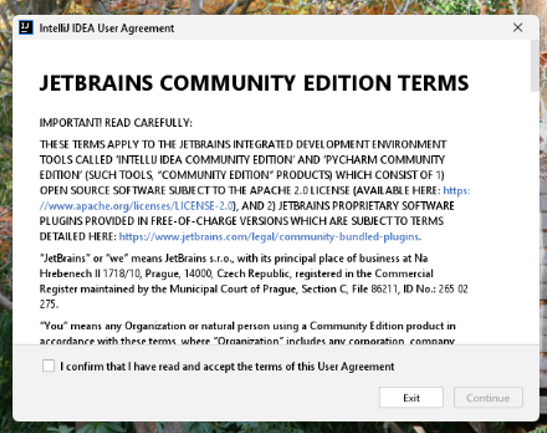 IntelliJ IDEA User Agreement
JETBRAINS COMMUNITY EDITION TERMS
IMPORTANT! READ CAREFULLY:
THESE TERMS APPLY TO THE JETBRAINS INTEGRATED DEVELOPMENT ENVIRONMENT
TOOLS CALLED 'INTELLIJ IDEA COMMUNITY EDITION' AND 'PYCHARM COMMUNITY
EDITION' (SUCH TOOLS, "COMMUNITY EDITION" PRODUCTS) WHICH CONSIST OF 1)
OPEN SOURCE SOFTWARE SUBJECT TO THE APACHE 2.0 LICENSE (AVAILABLE HERE: https:
//www.apache.org/licenses/LICENSE-2.0), AND 2) JETBRAINS PROPRIETARY SOFTWARE
PLUGINS PROVIDED IN FREE-OF-CHARGE VERSIONS WHICH ARE SUBJECT TO TERMS
DETAILED HERE: https://www.jetbrains.com/legal/community-bundled-plugins.
"JetBrains" or "we" means JetBrains s.r.o., with its principal place of business at Na
Hrebenech II 1718/10, Prague, 14000, Czech Republic, registered in the Commercial
Register maintained by the Municipal Court of Prague, Section C, File 86211, ID No.: 265 02
275.
"You" means any Organization or natural person using a Community Edition product in
accordance with these terms, where "Organization" includes any corporation, company
I confirm that I have read and accept the terms of this User Agreement
Exit
Continue